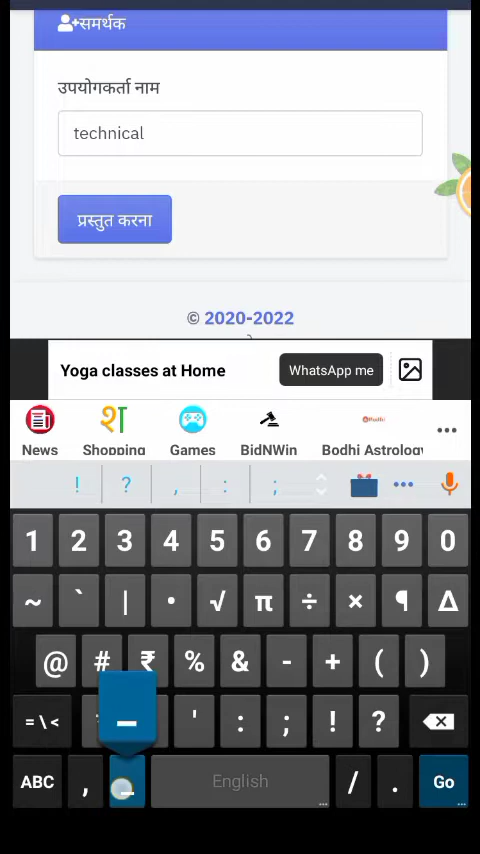 समर्थक
उपयोगकर्ता नाम
technical
प्रस्तुत करना
© 2020-2022
Yoga classes at Home WhatsApp me
शा
News Shopping Games BidNWin Bodhi Astrology
! ? , : ;
1 2 3 4 5 6 7 8 9 0
~ ` | • √ π ÷ × ¶ Δ
@ # ₹ % & - + ( )
= \ < _ ' : ; ! ?
ABC , _ English / . Go